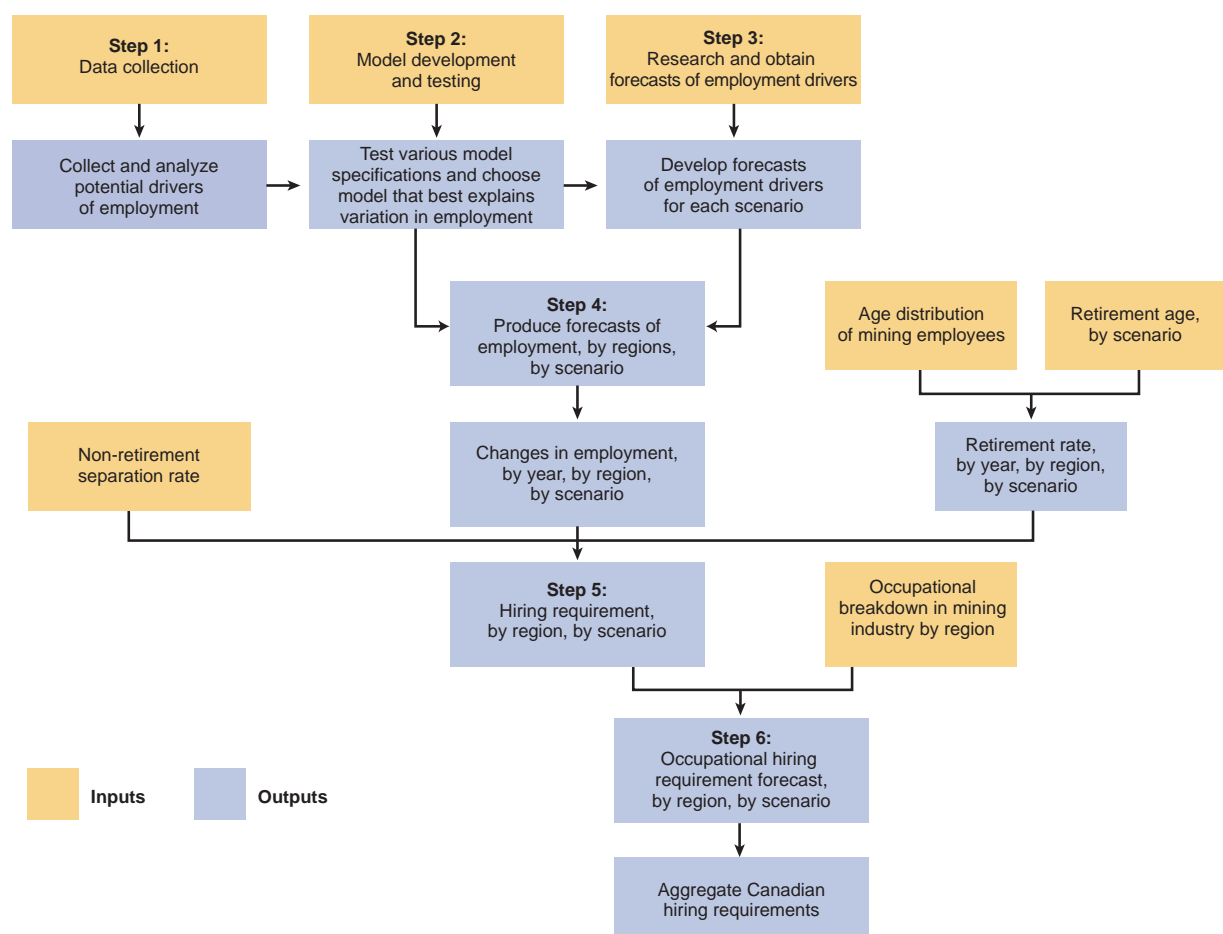 Step 1:
Data collection
Step 2:
Model development
and testing
Step 3:
Research and obtain
forecasts of employment drivers
Collect and analyze
potential drivers
of employment
Test various model
specifications and choose
model that best explains
variation in employment
Develop forecasts
of employment drivers
for each scenario
Step 4:
Produce forecasts of
employment, by regions,
by scenario
Age distribution
of mining employees
Retirement age,
by scenario
Non-retirement
separation rate
Changes in employment,
by year, by region,
by scenario
Retirement rate,
by year, by region,
by scenario
Step 5:
Hiring requirement,
by region, by scenario
Occupational
breakdown in mining
industry by region
Step 6:
Occupational hiring
requirement forecast,
by region, by scenario
Inputs
Outputs
Aggregate Canadian
hiring requirements